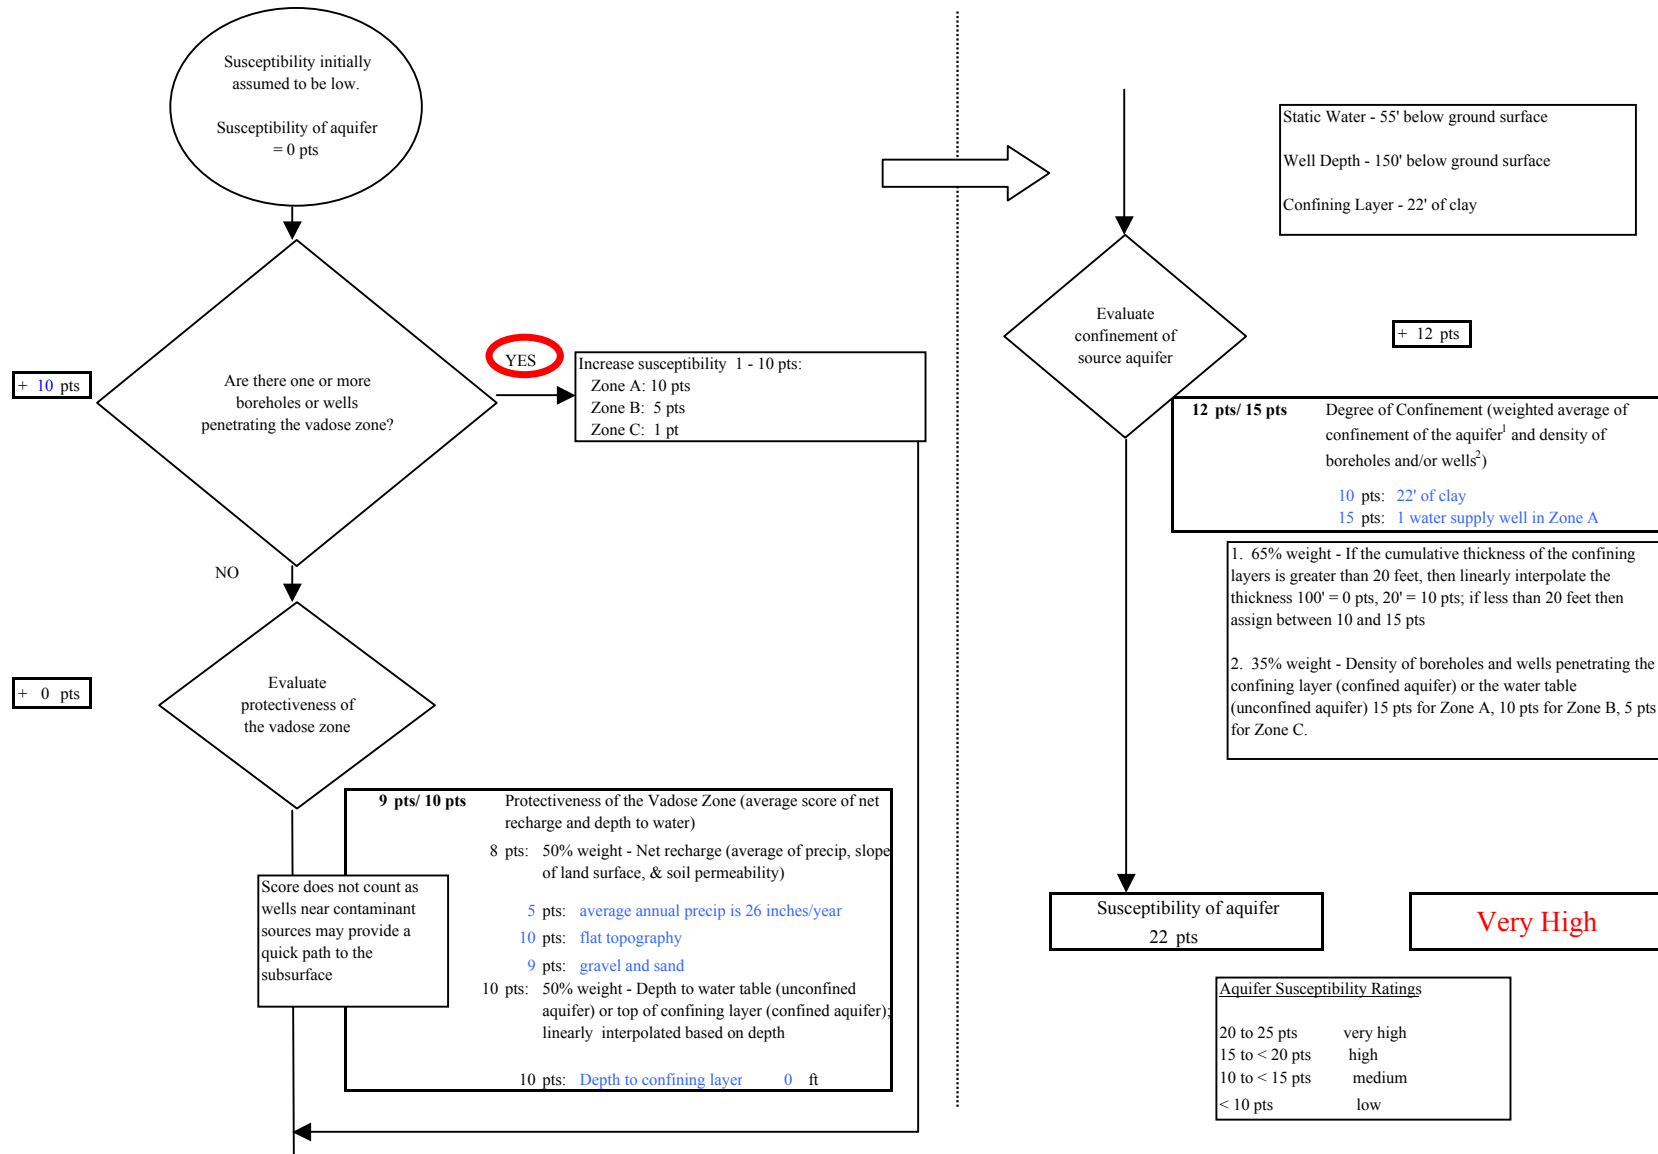 Susceptibility initially
assumed to be low.
Susceptibility of aquifer
= 0 pts
+ 10 pts
Are there one or more
boreholes or wells
penetrating the vadose zone?
YES
Increase susceptibility 1 - 10 pts:
Zone A: 10 pts
Zone B: 5 pts
Zone C: 1 pt
NO
+ 0 pts
Evaluate
protectiveness of
the vadose zone
9 pts/ 10 pts Protectiveness of the Vadose Zone (average score of net
recharge and depth to water)
8 pts: 50% weight - Net recharge (average of precip, slope
of land surface, & soil permeability)
5 pts: average annual precip is 26 inches/year
10 pts: flat topography
9 pts: gravel and sand
10 pts: 50% weight - Depth to water table (unconfined
aquifer) or top of confining layer (confined aquifer);
linearly interpolated based on depth
10 pts: Depth to confining layer 0 ft
Score does not count as
wells near contaminant
sources may provide a
quick path to the
subsurface
Static Water - 55' below ground surface
Well Depth - 150' below ground surface
Confining Layer - 22' of clay
Evaluate
confinement of
source aquifer
+ 12 pts
12 pts/ 15 pts Degree of Confinement (weighted average of
confinement of the aquifer1 and density of
boreholes and/or wells2)
10 pts: 22' of clay
15 pts: 1 water supply well in Zone A
1. 65% weight - If the cumulative thickness of the confining
layers is greater than 20 feet, then linearly interpolate the
thickness 100' = 0 pts, 20' = 10 pts; if less than 20 feet then
assign between 10 and 15 pts
2. 35% weight - Density of boreholes and wells penetrating the
confining layer (confined aquifer) or the water table
(unconfined aquifer) 15 pts for Zone A, 10 pts for Zone B, 5 pts
for Zone C.
Susceptibility of aquifer
22 pts
Very High
Aquifer Susceptibility Ratings
20 to 25 pts very high
15 to < 20 pts high
10 to < 15 pts medium
< 10 pts low